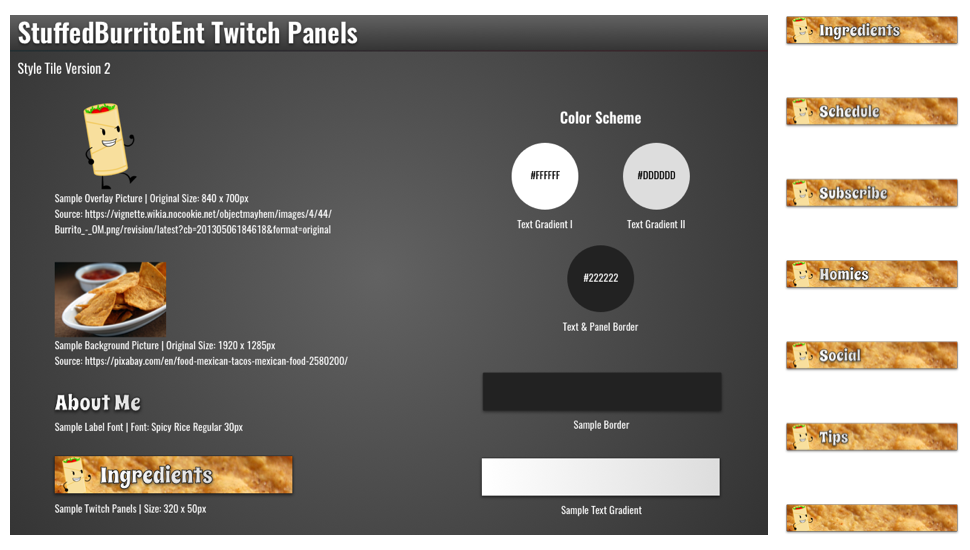 StuffedBurritoEnt Twitch Panels
Style Tile Version 2
Sample Overlay Picture | Original Size: 840 x 700px
Source: https://vignette.wikia.nocookie.net/objectmayhem/images/4/44/
Burrito_-_OM.png/revision/latest?cb=20130506184618&format=original
Sample Background Picture | Original Size: 1920 x 1285px
Source: https://pixabay.com/en/food-mexican-tacos-mexican-food-2580200/
About Me
Sample Label Font | Font: Spicy Rice Regular 30px
Ingredients
Sample Twitch Panels | Size: 320 x 50px
Color Scheme
#FFFFFF
#DDDDDD
Text Gradient I
Text Gradient II
#222222
Text & Panel Border
Sample Border
Sample Text Gradient
Ingredients
Schedule
Subscribe
Homies
Social
Tips